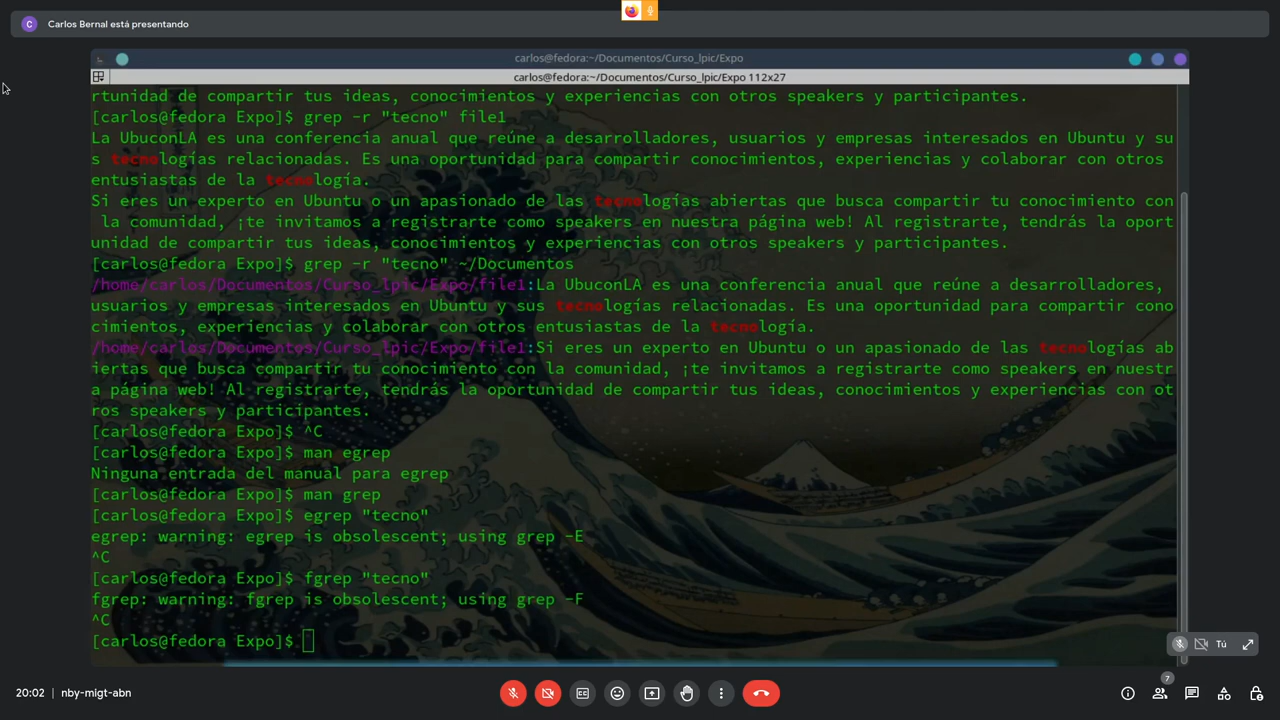 C Carlos Bernal está presentando
carlos@fedora:~/Documentos/Curso_lpic/Expo
carlos@fedora:~/Documentos/Curso_lpic/Expo 112x27
rtunidad de compartir tus ideas, conocimientos y experiencias con otros speakers y participantes.
[carlos@fedora Expo]$ grep -r "tecno" file1
La UbuconLA es una conferencia anual que reúne a desarrolladores, usuarios y empresas interesados en Ubuntu y su
s tecnologías relacionadas. Es una oportunidad para compartir conocimientos, experiencias y colaborar con otros
entusiastas de la tecnología.
Si eres un experto en Ubuntu o un apasionado de las tecnologías abiertas que busca compartir tu conocimiento con
la comunidad, ¡te invitamos a registrarte como speakers en nuestra página web! Al registrarte, tendrás la oport
unidad de compartir tus ideas, conocimientos y experiencias con otros speakers y participantes.
[carlos@fedora Expo]$ grep -r "tecno" ~/Documentos
/home/carlos/Documentos/Curso_lpic/Expo/file1:La UbuconLA es una conferencia anual que reúne a desarrolladores,
usuarios y empresas interesados en Ubuntu y sus tecnologías relacionadas. Es una oportunidad para compartir cono
cimientos, experiencias y colaborar con otros entusiastas de la tecnología.
/home/carlos/Documentos/Curso_lpic/Expo/file1:Si eres un experto en Ubuntu o un apasionado de las tecnologías ab
iertas que busca compartir tu conocimiento con la comunidad, ¡te invitamos a registrarte como speakers en nuestr
a página web! Al registrarte, tendrás la oportunidad de compartir tus ideas, conocimientos y experiencias con ot
ros speakers y participantes.
[carlos@fedora Expo]$ ^C
[carlos@fedora Expo]$ man egrep
Ninguna entrada del manual para egrep
[carlos@fedora Expo]$ man grep
[carlos@fedora Expo]$ egrep "tecno"
egrep: warning: egrep is obsolescent; using grep -E
^C
[carlos@fedora Expo]$ fgrep "tecno"
fgrep: warning: fgrep is obsolescent; using grep -F
^C
[carlos@fedora Expo]$
Tú
7
20:02 | nby-migt-abn